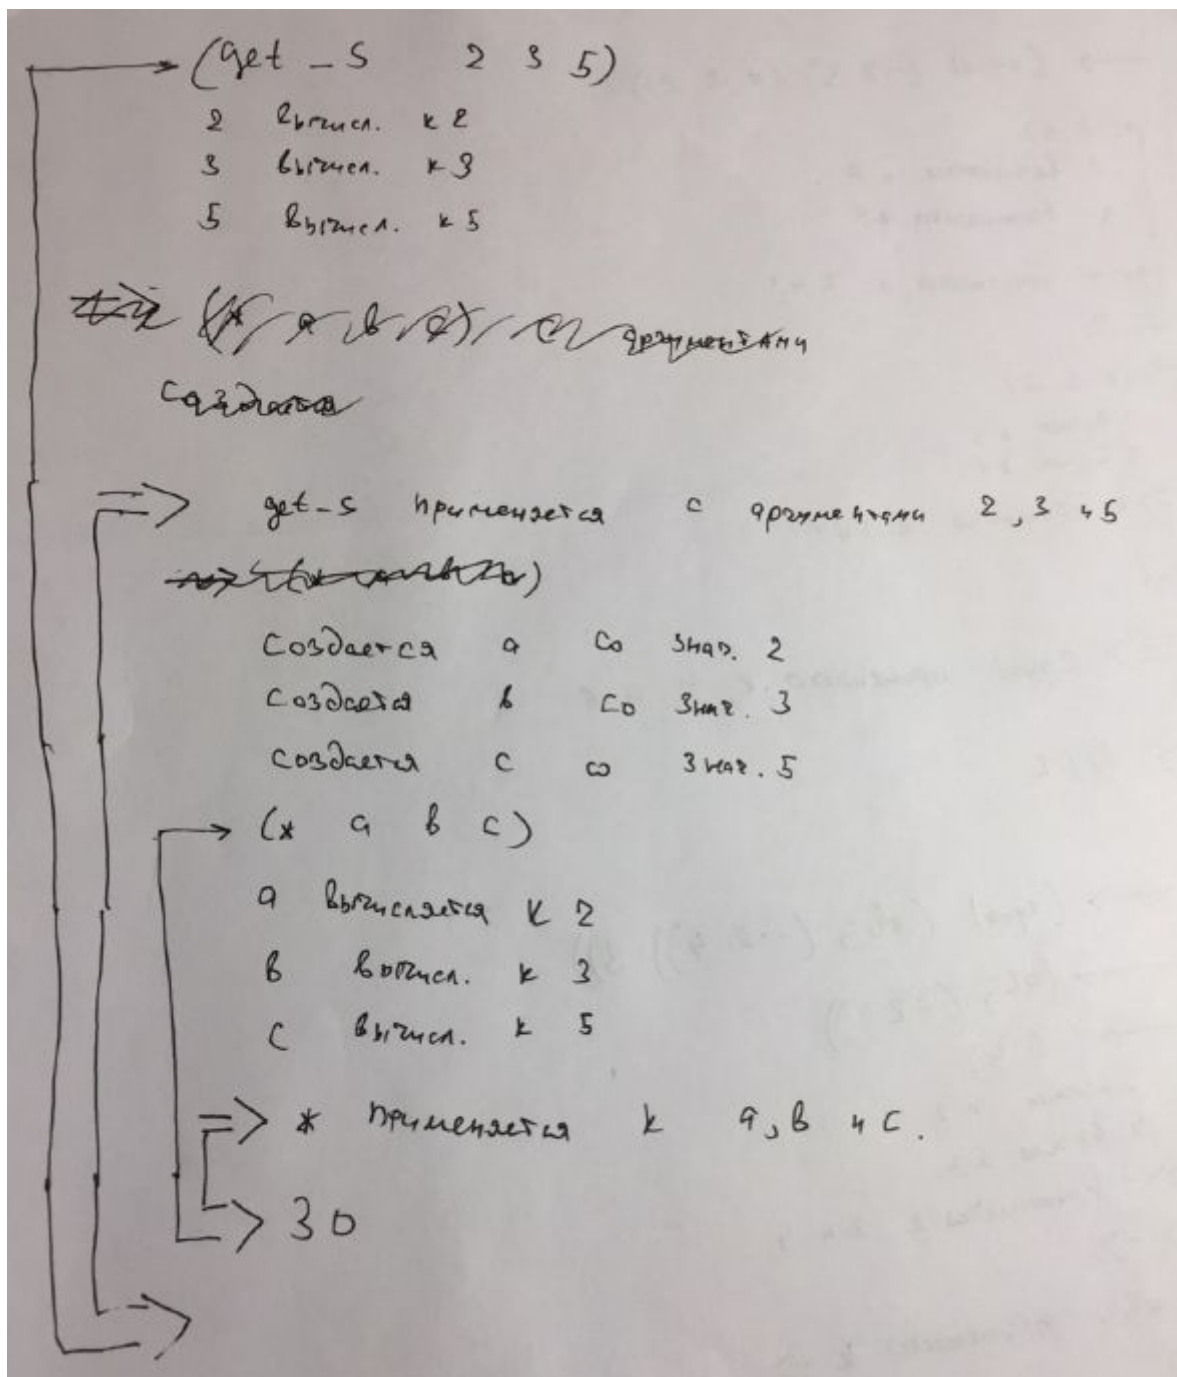 (get_s 2 3 5)
2 вычисл. к 2
3 вычисл. к 3
5 вычисл. к 5
аргументами
создается
get_s применяется с аргументами 2, 3 и 5
создается a со знач. 2
создается b со знач. 3
создается c со знач. 5
(* a b c)
a вычисляется к 2
b вычисл. к 3
c вычисл. к 5
* применяется к a, b и c.
30